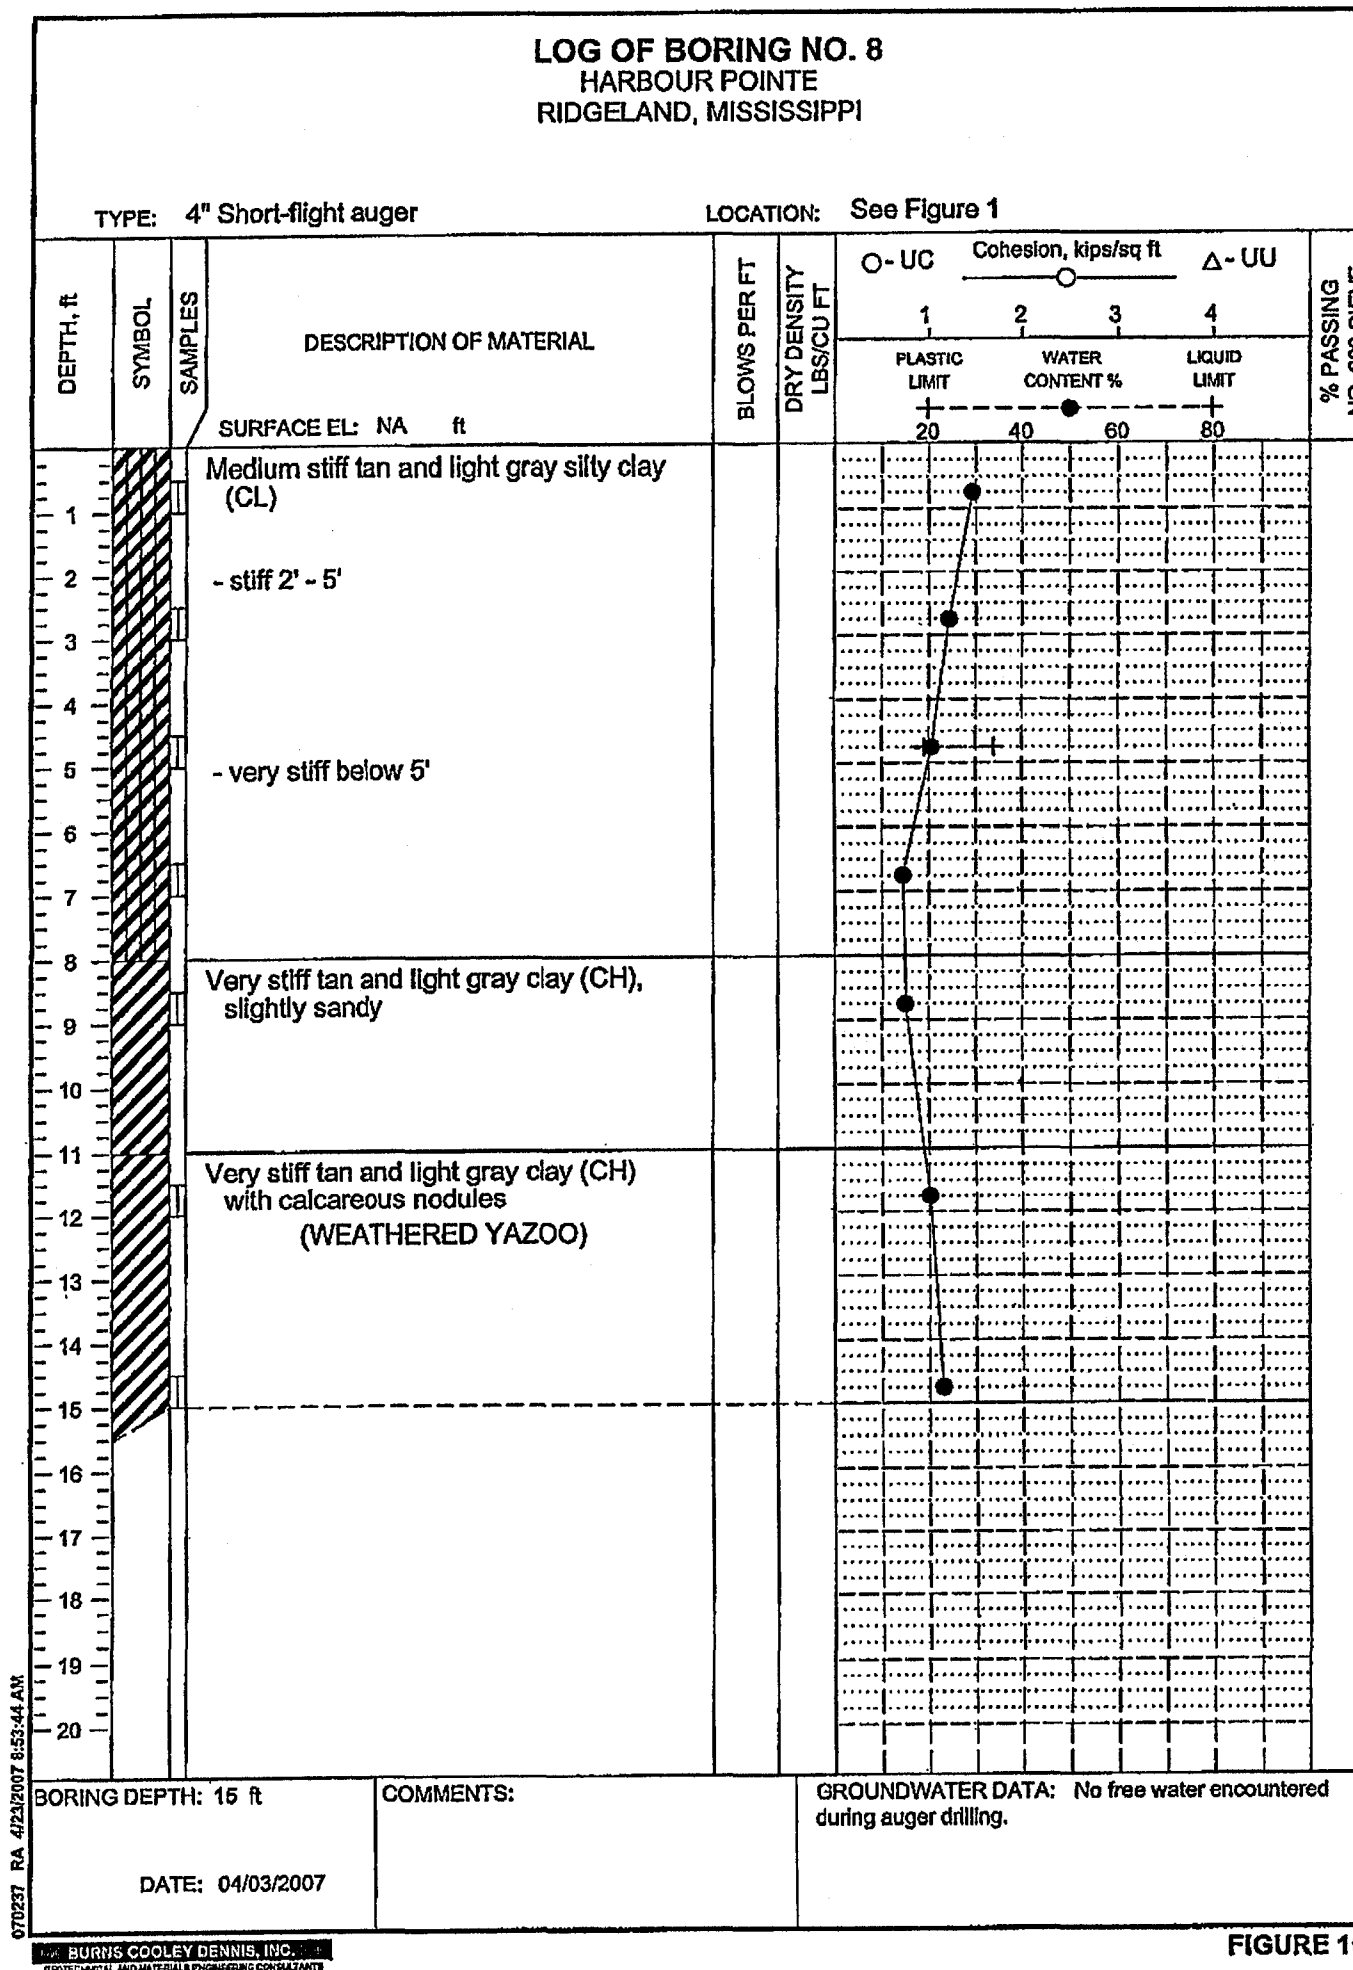 LOG OF BORING NO. 8
HARBOUR POINTE
RIDGELAND, MISSISSIPPI
TYPE: 4" Short-flight auger
LOCATION: See Figure 1
DEPTH, ft
SYMBOL
SAMPLES
DESCRIPTION OF MATERIAL
SURFACE EL: NA ft
BLOWS PER FT
DRY DENSITY
LBS/CU FT
O - UC Cohesion, kips/sq ft Δ - UU
1 2 3 4
PLASTIC WATER LIQUID
LIMIT CONTENT % LIMIT
20 40 60 80
% PASSING
Medium stiff tan and light gray silty clay
(CL)
1
- stiff 2' - 5'
2
3
4
- very stiff below 5'
5
6
7
8
Very stiff tan and light gray clay (CH),
slightly sandy
9
10
11
Very stiff tan and light gray clay (CH)
with calcareous nodules
12
(WEATHERED YAZOO)
13
14
15
16
17
18
19
20
BORING DEPTH: 15 ft
DATE: 04/03/2007
COMMENTS:
GROUNDWATER DATA: No free water encountered
during auger drilling.
070237 RA 4/23/2007 8:53:44 AM
BURNS COOLEY DENNIS, INC.
GEOTECHNICAL AND MATERIALS ENGINEERING CONSULTANTS
FIGURE